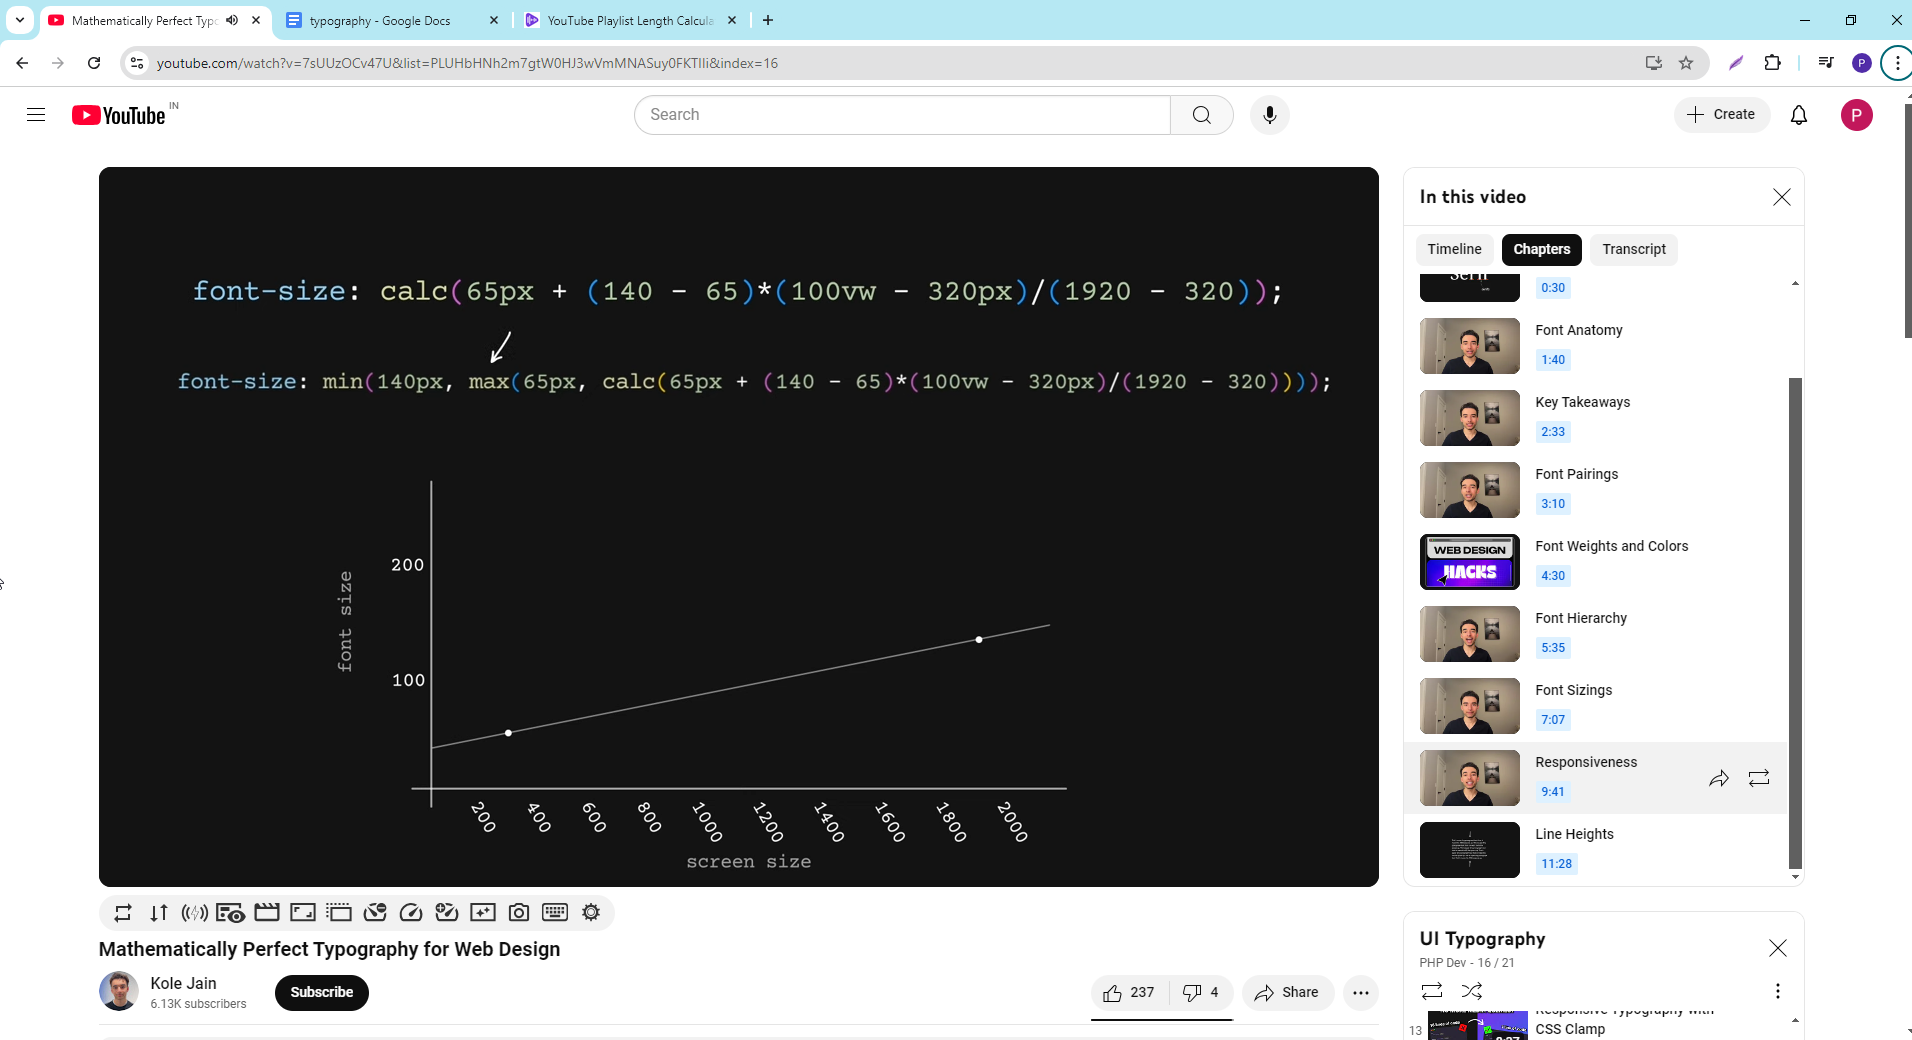 Mathematically Perfect Typo
typography - Google Docs
YouTube Playlist Length Calcula
youtube.com/watch?v=7sUUzOCv47U&list=PLUHbHNh2m7gtW0HJ3wVmMNASuy0FKTIli&index=16
P
YouTube IN
Search
Create
P
font-size: calc(65px + (140 - 65)*(100vw - 320px)/(1920 - 320));
font-size: min(140px, max(65px, calc(65px + (140 - 65)*(100vw - 320px)/(1920 - 320))));
font size
200
100
200 400 600 800 1000 1200 1400 1600 1800 2000
screen size
In this video
Timeline
Chapters
Transcript
0:30
Font Anatomy
1:40
Key Takeaways
2:33
Font Pairings
3:10
WEB DESIGN
HACKS
Font Weights and Colors
4:30
Font Hierarchy
5:35
Font Sizings
7:07
Responsiveness
9:41
Line Heights
11:28
Mathematically Perfect Typography for Web Design
Kole Jain
6.13K subscribers
Subscribe
237
4
Share
UI Typography
PHP Dev - 16 / 21
13
Responsive Typography with
CSS Clamp